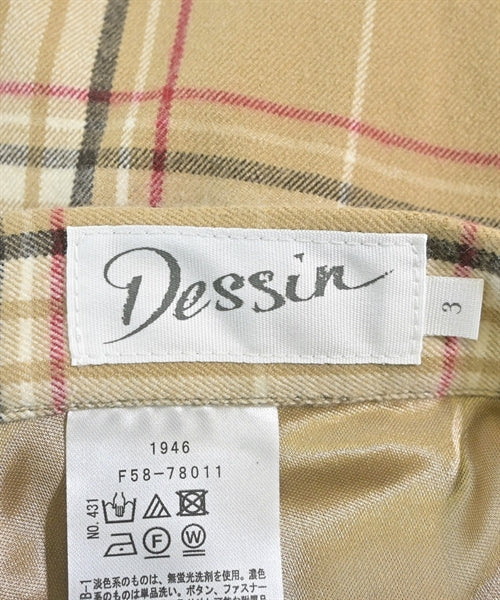 Dessin
3
1946
F58-78011
NO. 431
F
W
B-1
淡色系のものは、無蛍光洗剤を使用。濃色
系のものは単品洗い。ボタン、ファスナー